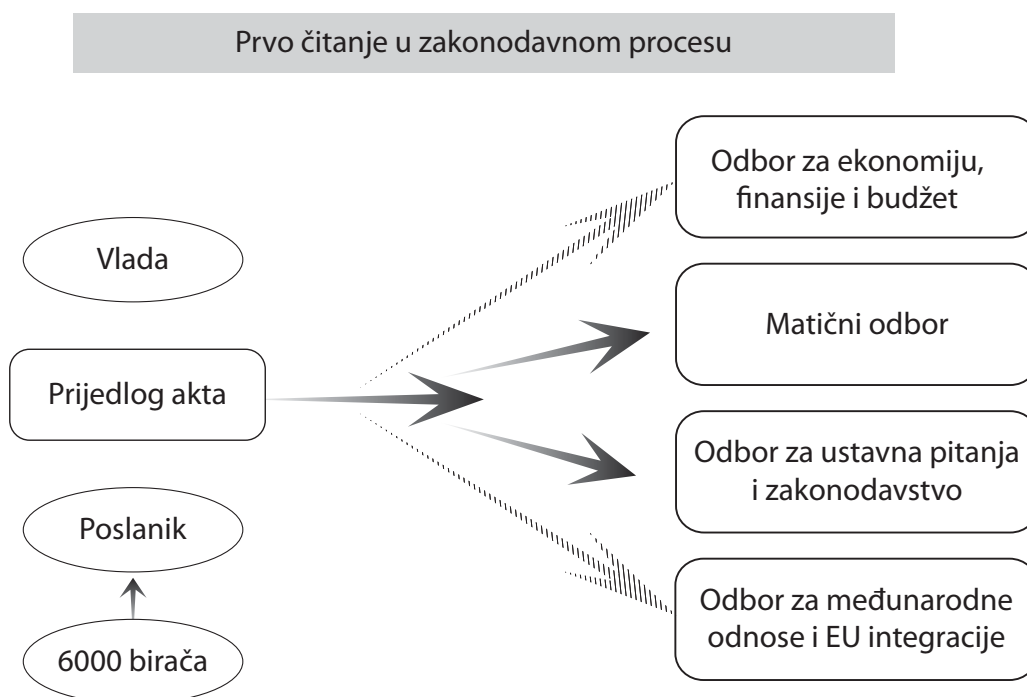 Prvo čitanje u zakonodavnom procesu
Vlada
Prijedlog akta
Poslanik
6000 birača
Odbor za ekonomiju,
finansije i budžet
Matični odbor
Odbor za ustavna pitanja
i zakonodavstvo
Odbor za međunarodne
odnose i EU integracije